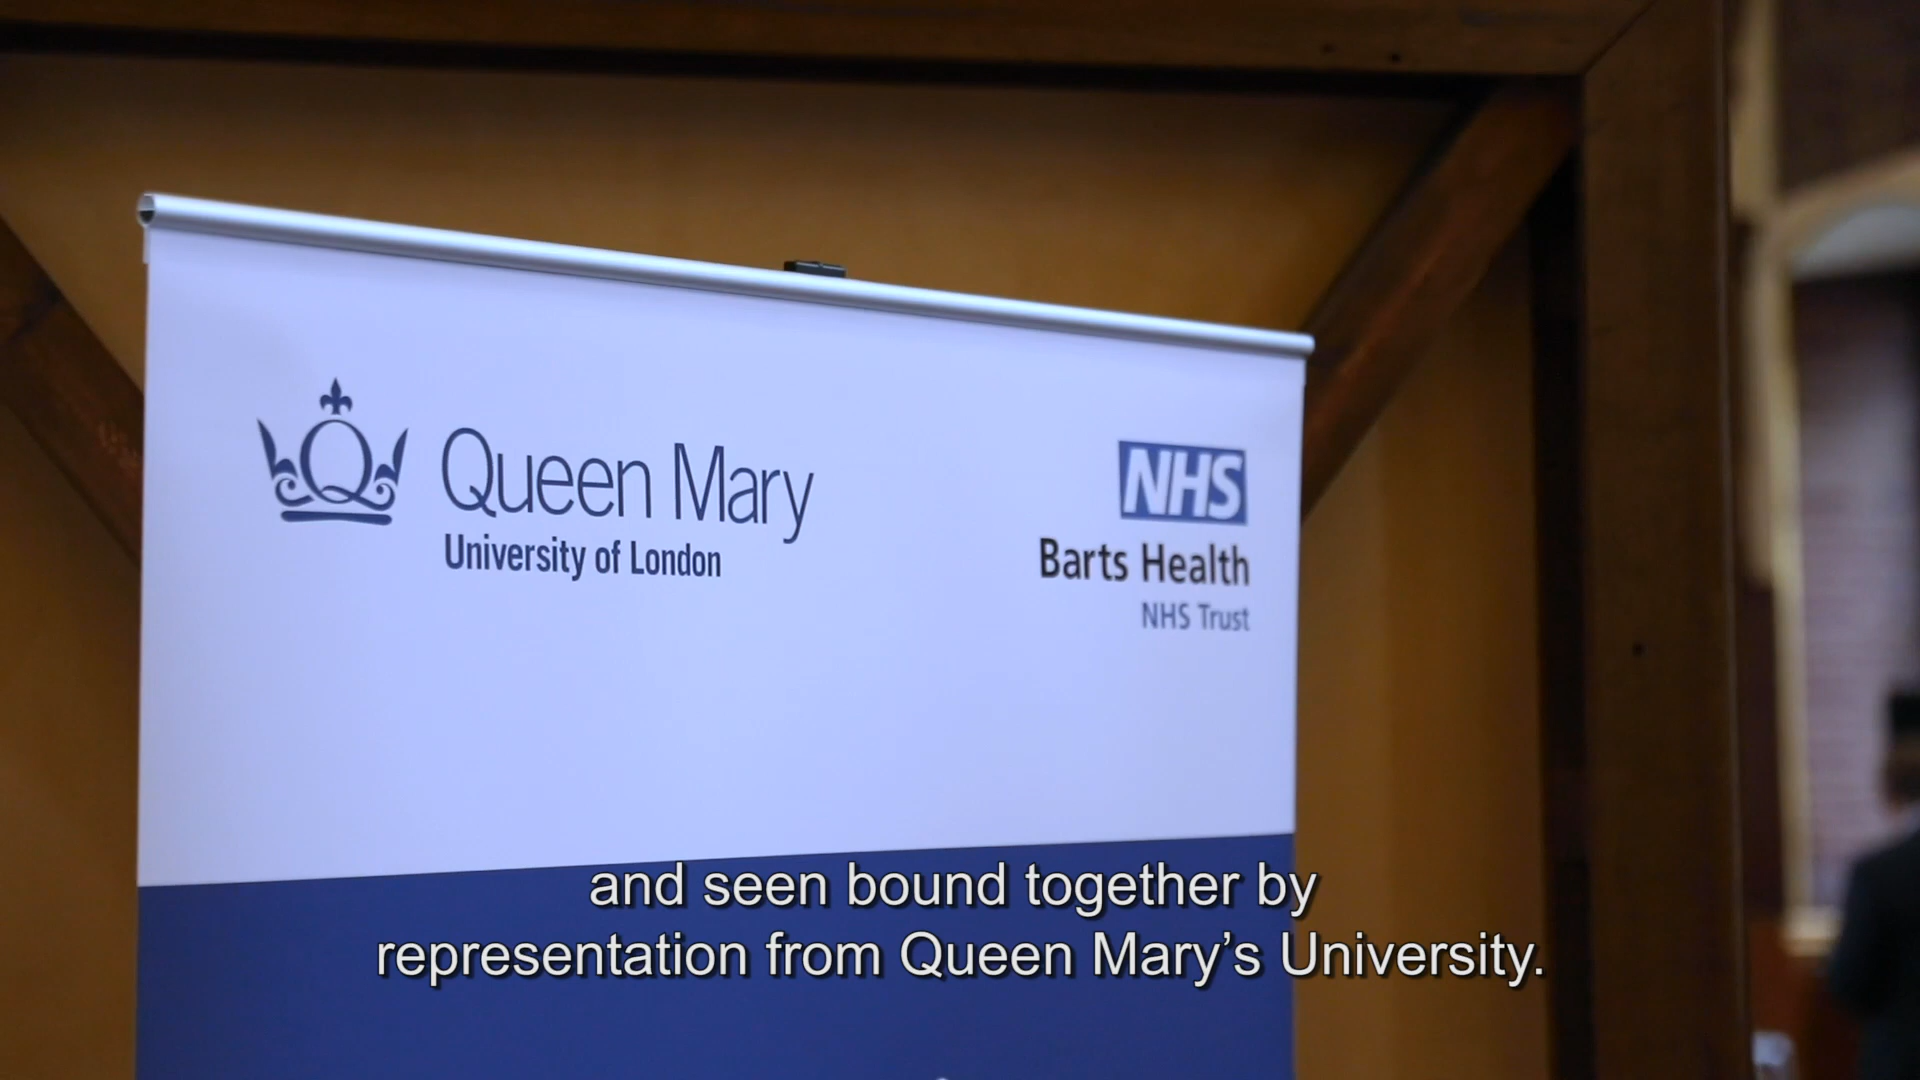 Queen Mary
University of London
NHS
Barts Health
NHS Trust
and seen bound together by
representation from Queen Mary’s University.